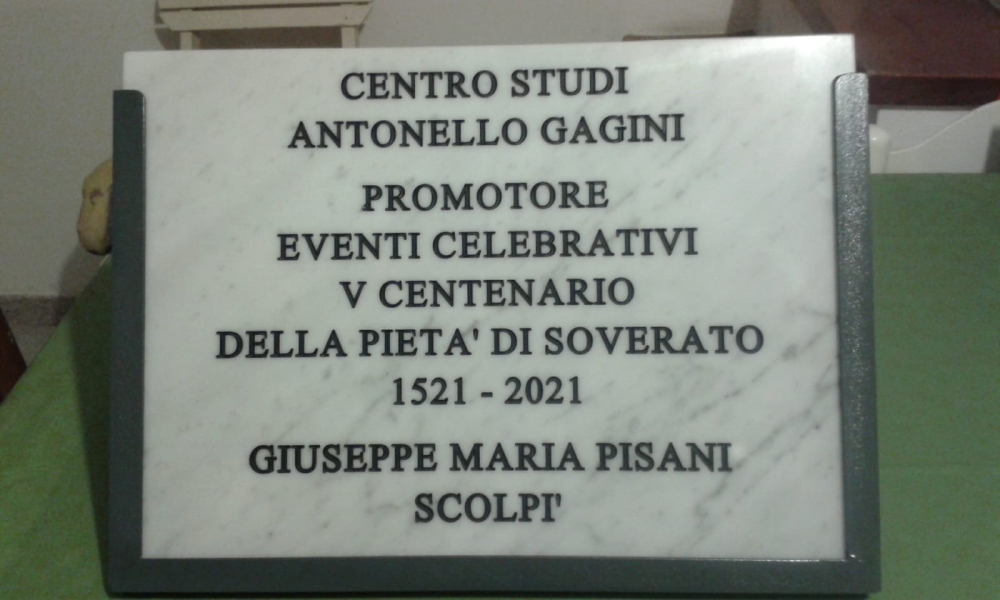 CENTRO STUDI
ANTONELLO GAGINI
PROMOTORE
EVENTI CELEBRATIVI
V CENTENARIO
DELLA PIETA' DI SOVERATO
1521 - 2021
GIUSEPPE MARIA PISANI
SCOLPI'